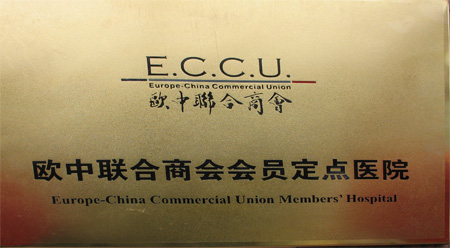 E.C.C.U.
Europe-China Commercial Union
欧中聯合商會
欧中联合商会会员定点医院
Europe-China Commercial Union Members' Hospital